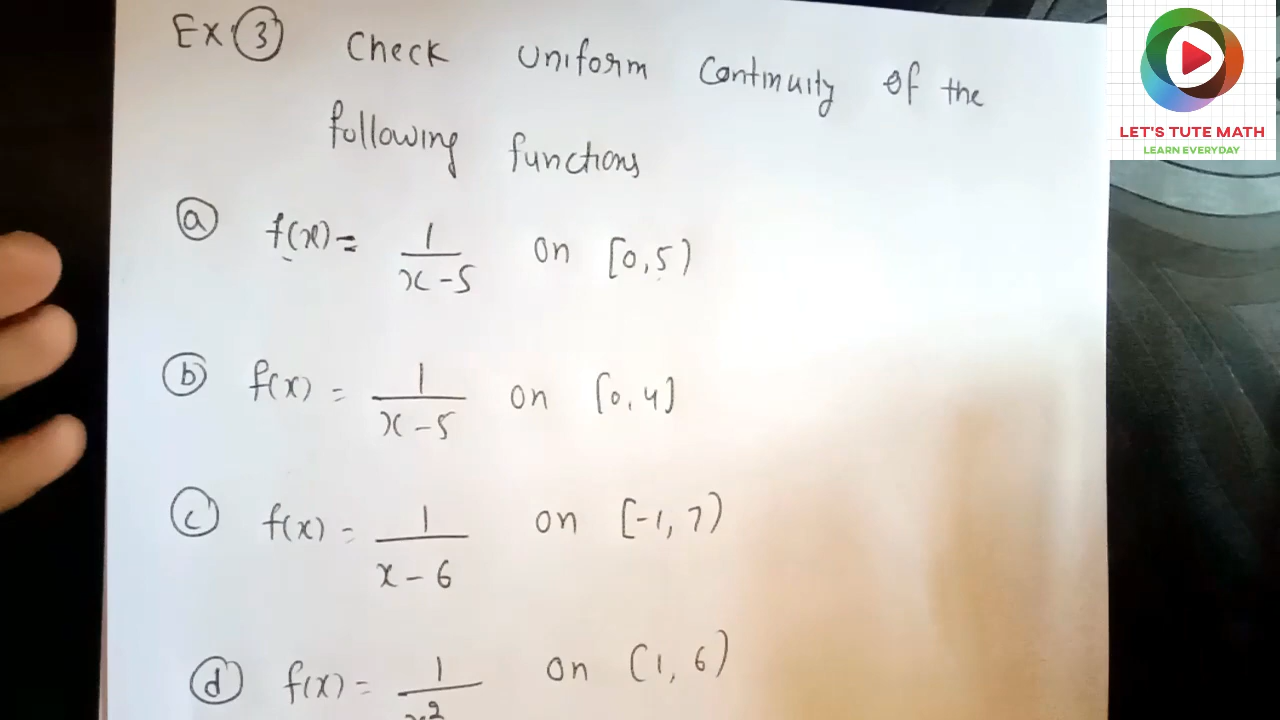 Ex. ③ Check uniform continuity of the
following functions
ⓐ f(x) = 1/(x-5) on [0,5)
ⓑ f(x) = 1/(x-5) on [0,4]
ⓒ f(x) = 1/(x-6) on [-1,7)
ⓓ f(x) = 1/x² on (1,6)
LET'S TUTE MATH
LEARN EVERYDAY